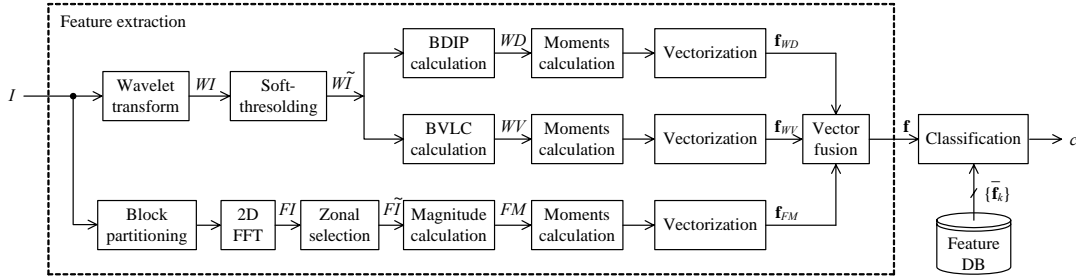 Feature extraction
BDIP
calculation
WD
Moments
calculation
Vectorization
f_WD
I
Wavelet
transform
WI
Soft-
thresolding
WĨ
BVLC
calculation
WV
Moments
calculation
Vectorization
f_WV
Vector
fusion
f
Classification
c
Block
partitioning
2D
FFT
FI
Zonal
selection
FĨ
Magnitude
calculation
FM
Moments
calculation
Vectorization
f_FM
{f̄_k}
Feature
DB